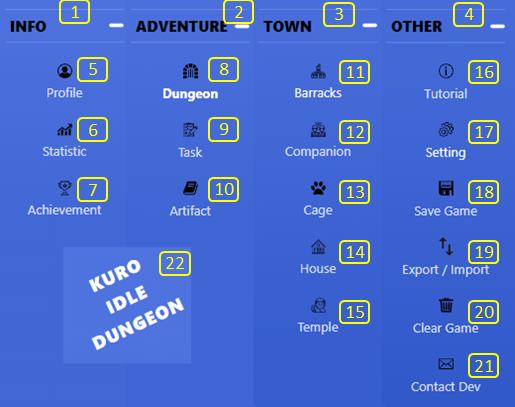 INFO 1
ADVENTURE 2
TOWN 3
OTHER 4
5
Profile
6
Statistic
7
Achievement
8
Dungeon
9
Task
10
Artifact
11
Barracks
12
Companion
13
Cage
14
House
15
Temple
16
Tutorial
17
Setting
18
Save Game
19
Export / Import
20
Clear Game
21
Contact Dev
22
KURO
IDLE
DUNGEON